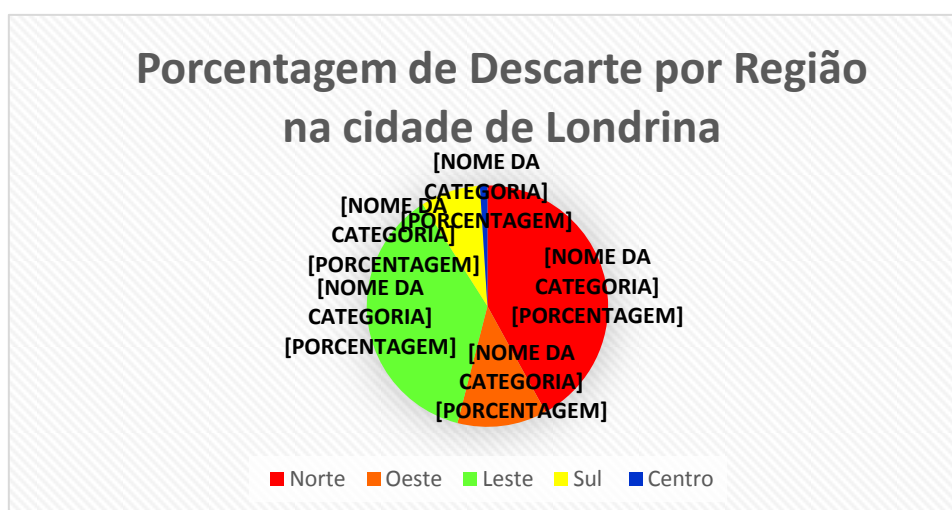 Porcentagem de Descarte por Região
na cidade de Londrina
[NOME DA
CATEGORIA]
[PORCENTAGEM]
[NOME DA
CATEGORIA]
[PORCENTAGEM]
[NOME DA
CATEGORIA]
[PORCENTAGEM]
[NOME DA
CATEGORIA]
[PORCENTAGEM]
[NOME DA
CATEGORIA]
[PORCENTAGEM]
Norte Oeste Leste Sul Centro